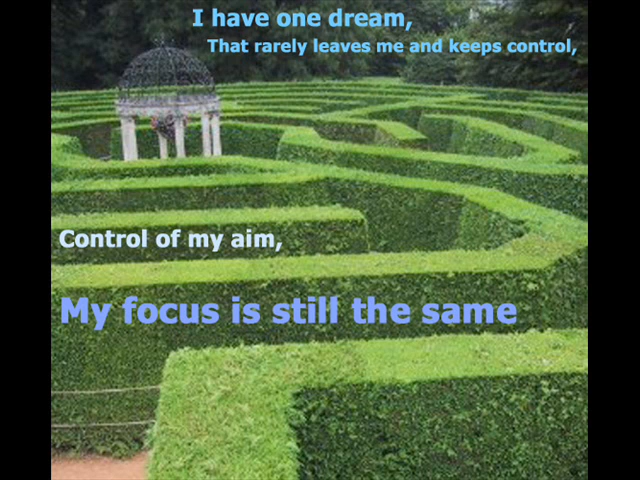 I have one dream,
That rarely leaves me and keeps control,
Control of my aim,
My focus is still the same